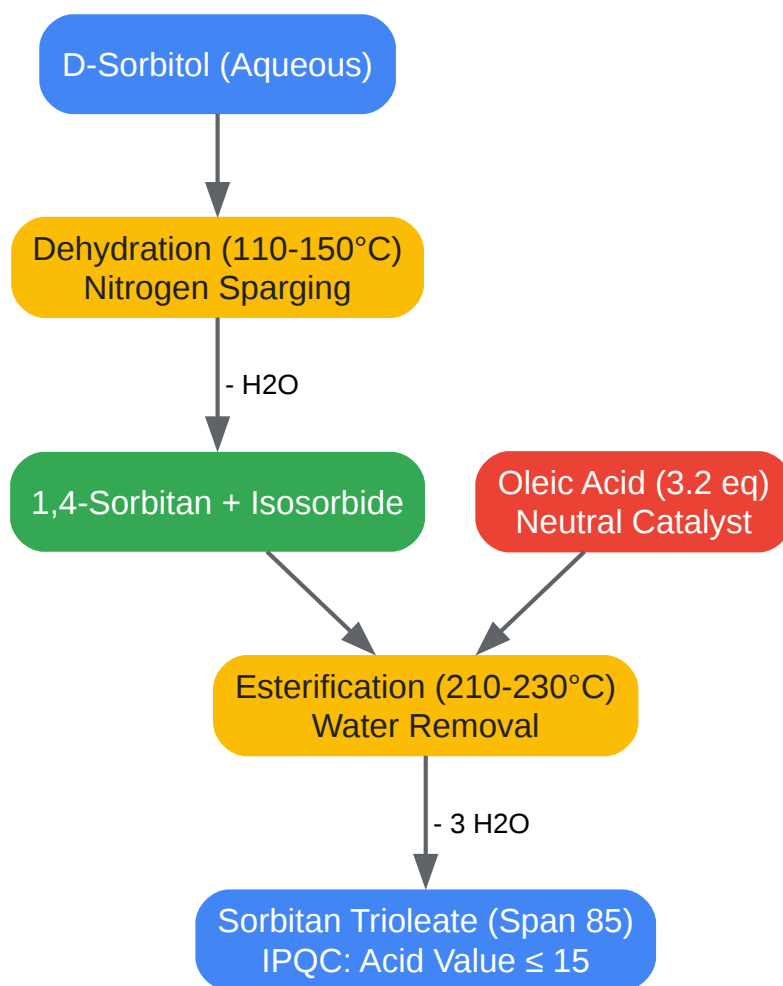 D-Sorbitol (Aqueous)
Dehydration (110-150°C)
Nitrogen Sparging
- H2O
1,4-Sorbitan + Isosorbide
Oleic Acid (3.2 eq)
Neutral Catalyst
Esterification (210-230°C)
Water Removal
- 3 H2O
Sorbitan Trioleate (Span 85)
IPQC: Acid Value ≤ 15